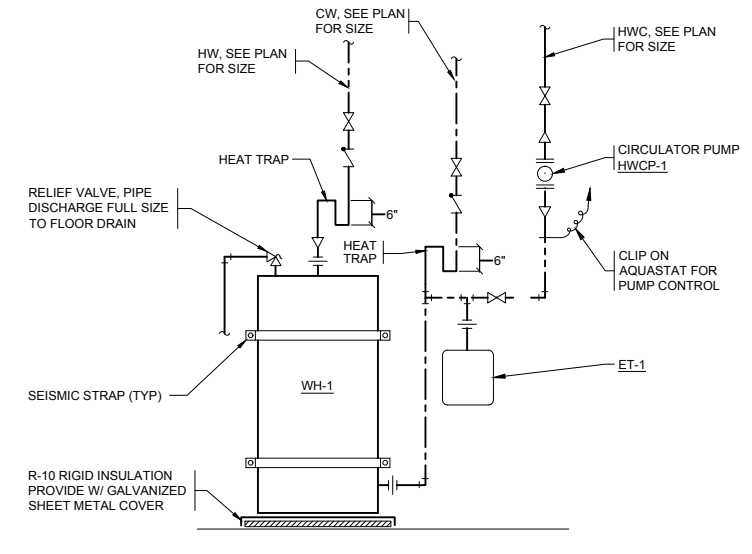 CW, SEE PLAN
FOR SIZE
HWC, SEE PLAN
FOR SIZE
HW, SEE PLAN
FOR SIZE
CIRCULATOR PUMP
HWCP-1
HEAT TRAP
RELIEF VALVE, PIPE
DISCHARGE FULL SIZE
TO FLOOR DRAIN
6"
HEAT
TRAP
6"
CLIP ON
AQUASTAT FOR
PUMP CONTROL
ET-1
WH-1
SEISMIC STRAP (TYP)
R-10 RIGID INSULATION
PROVIDE W/ GALVANIZED
SHEET METAL COVER